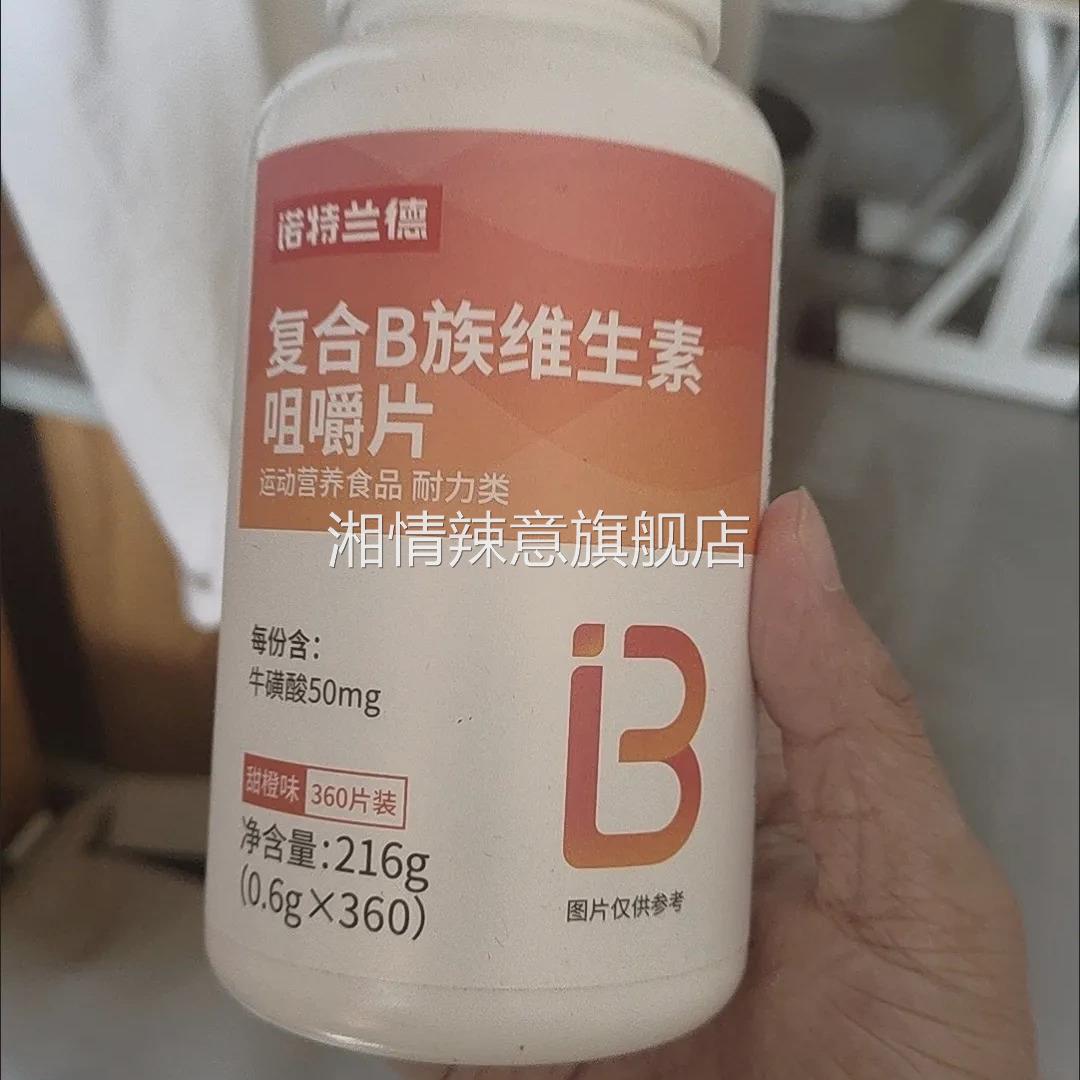 诺特兰德
复合B族维生素
咀嚼片
运动营养食品 耐力类
湘情辣意旗舰店
每份含：
牛磺酸50mg
甜橙味 360片装
净含量：216g
(0.6g×360)
B
图片仅供参考